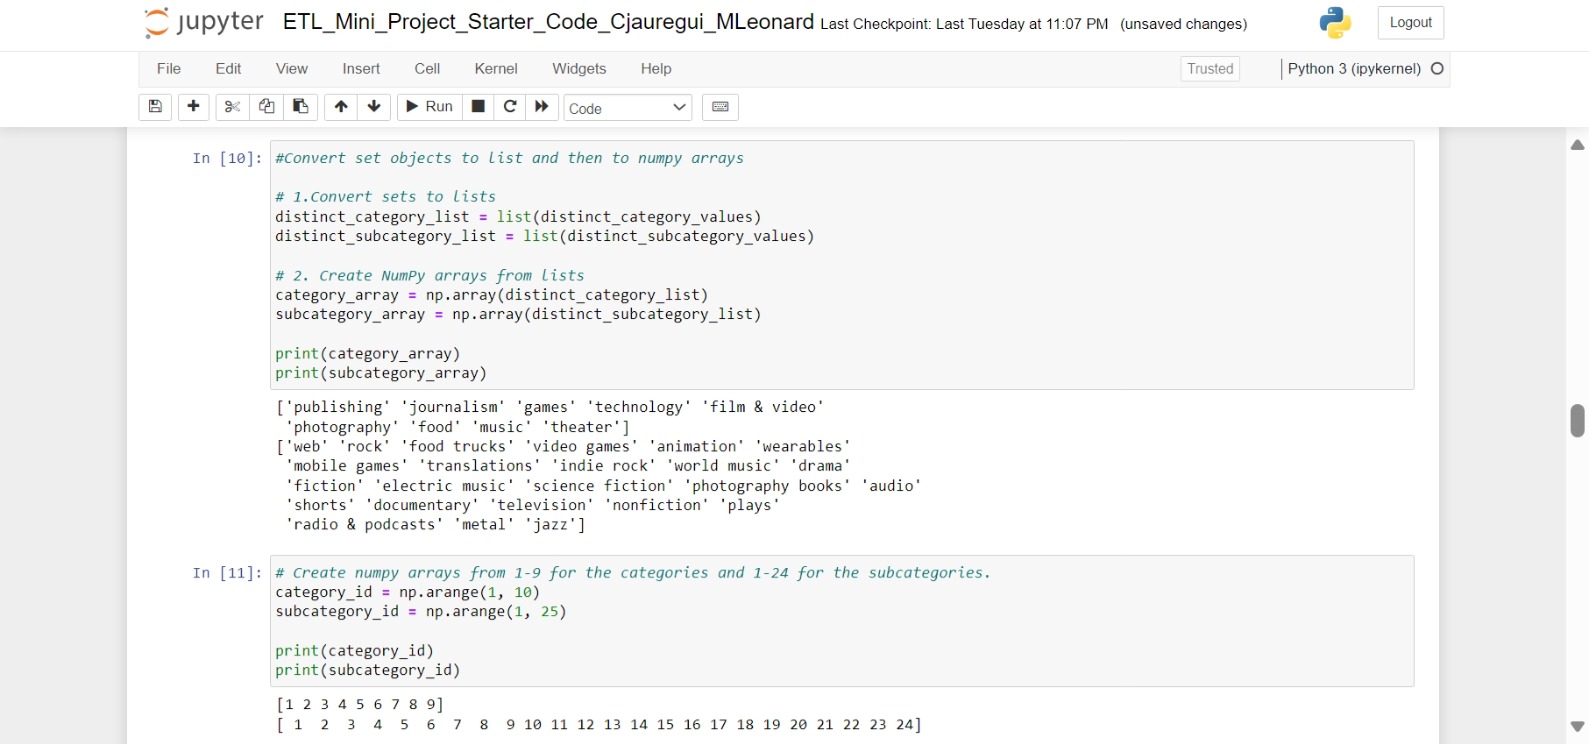 jupyter ETL_Mini_Project_Starter_Code_Cjauregui_MLeonard Last Checkpoint: Last Tuesday at 11:07 PM (unsaved changes) Logout
File Edit View Insert Cell Kernel Widgets Help Trusted Python 3 (ipykernel)
Run Code
In [10]: #Convert set objects to list and then to numpy arrays
# 1.Convert sets to lists
distinct_category_list = list(distinct_category_values)
distinct_subcategory_list = list(distinct_subcategory_values)
# 2. Create NumPy arrays from lists
category_array = np.array(distinct_category_list)
subcategory_array = np.array(distinct_subcategory_list)
print(category_array)
print(subcategory_array)
['publishing' 'journalism' 'games' 'technology' 'film & video'
'photography' 'food' 'music' 'theater']
['web' 'rock' 'food trucks' 'video games' 'animation' 'wearables'
'mobile games' 'translations' 'indie rock' 'world music' 'drama'
'fiction' 'electric music' 'science fiction' 'photography books' 'audio'
'shorts' 'documentary' 'television' 'nonfiction' 'plays'
'radio & podcasts' 'metal' 'jazz']
In [11]: # Create numpy arrays from 1-9 for the categories and 1-24 for the subcategories.
category_id = np.arange(1, 10)
subcategory_id = np.arange(1, 25)
print(category_id)
print(subcategory_id)
[1 2 3 4 5 6 7 8 9]
[ 1 2 3 4 5 6 7 8 9 10 11 12 13 14 15 16 17 18 19 20 21 22 23 24]